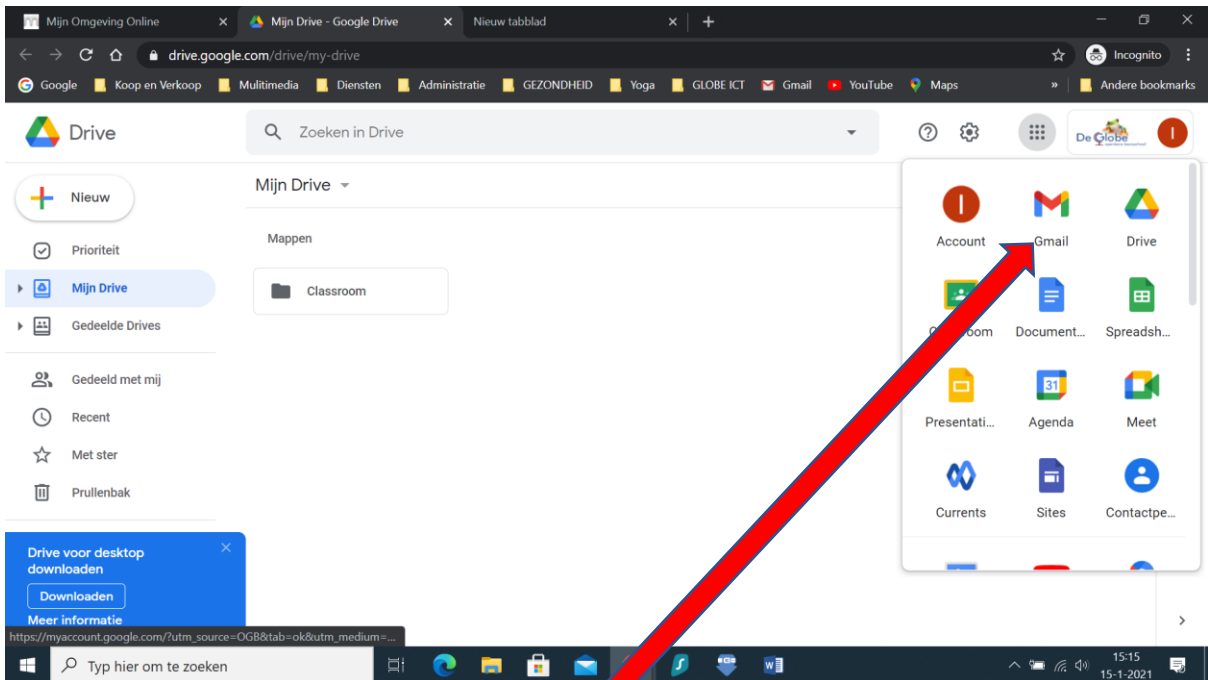 Mijn Omgeving Online
Mijn Drive - Google Drive
Nieuw tabblad
drive.google.com/drive/my-drive
Incognito
Google
Koop en Verkoop
Mulitimedia
Diensten
Administratie
GEZONDHEID
Yoga
GLOBE ICT
Gmail
YouTube
Maps
»
Andere bookmarks
Drive
Zoeken in Drive
De Globe
I
Nieuw
Mijn Drive
Prioriteit
Mappen
Mijn Drive
Classroom
Gedeelde Drives
Gedeeld met mij
Recent
Met ster
Prullenbak
Drive voor desktop
downloaden
Downloaden
Meer informatie
https://myaccount.google.com/?utm_source=OGB&tab=ok&utm_medium=...
I
Account
Gmail
Drive
Document...
Spreadsh...
Presentati...
31
Agenda
Meet
Currents
Sites
Contactpe...
Typ hier om te zoeken
15:15
15-1-2021